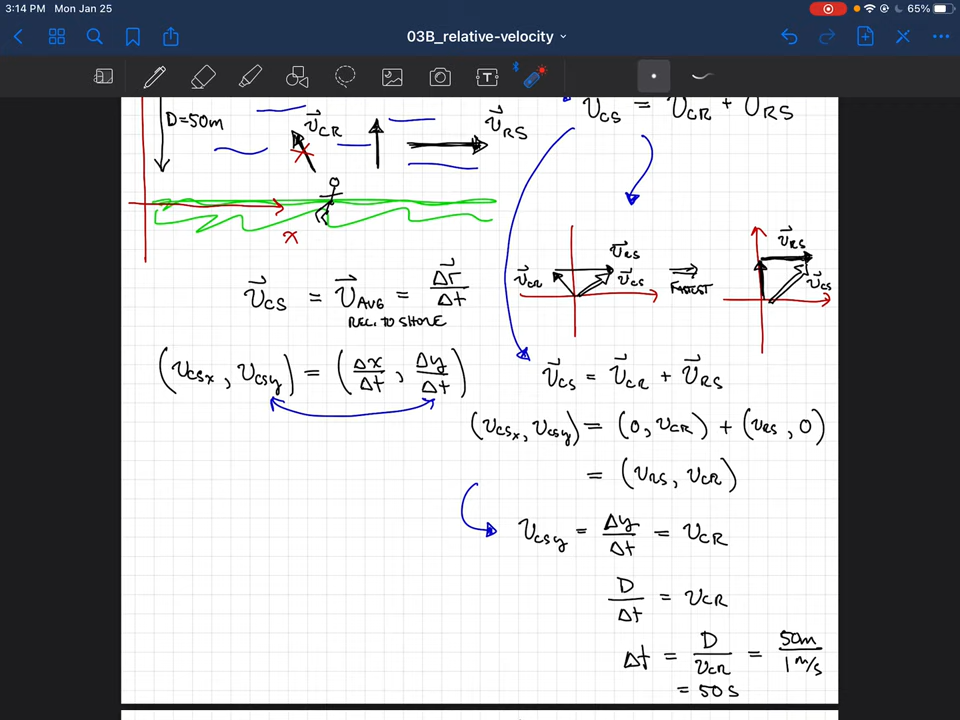 3:14 PM Mon Jan 25
65%
03B_relative-velocity
T
D=50m
v⃗CR
v⃗RS
x
v⃗CS = v⃗CR + v⃗RS
v⃗CR
v⃗RS
v⃗CS
⇒
FASTEST
v⃗RS
v⃗CS
v⃗CS = v⃗AVG = Δr⃗/Δt
REL. TO SHORE
(vCSx, vCSy) = (Δx/Δt, Δy/Δt)
v⃗CS = v⃗CR + v⃗RS
(vCSx, vCSy) = (0, vCR) + (vRS, 0)
= (vRS, vCR)
vCSy = Δy/Δt = vCR
D/Δt = vCR
Δt = D/vCR = 50m/1 m/s
= 50 s